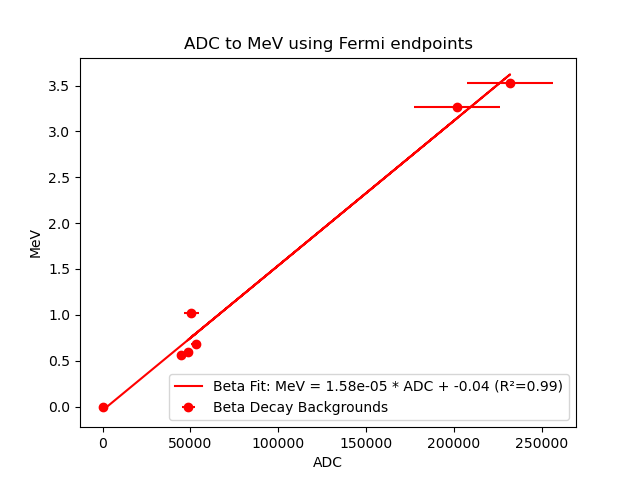 ADC to MeV using Fermi endpoints
MeV
3.5
3.0
2.5
2.0
1.5
1.0
0.5
0.0
Beta Fit: MeV = 1.58e-05 * ADC + -0.04 (R²=0.99)
Beta Decay Backgrounds
0 50000 100000 150000 200000 250000
ADC